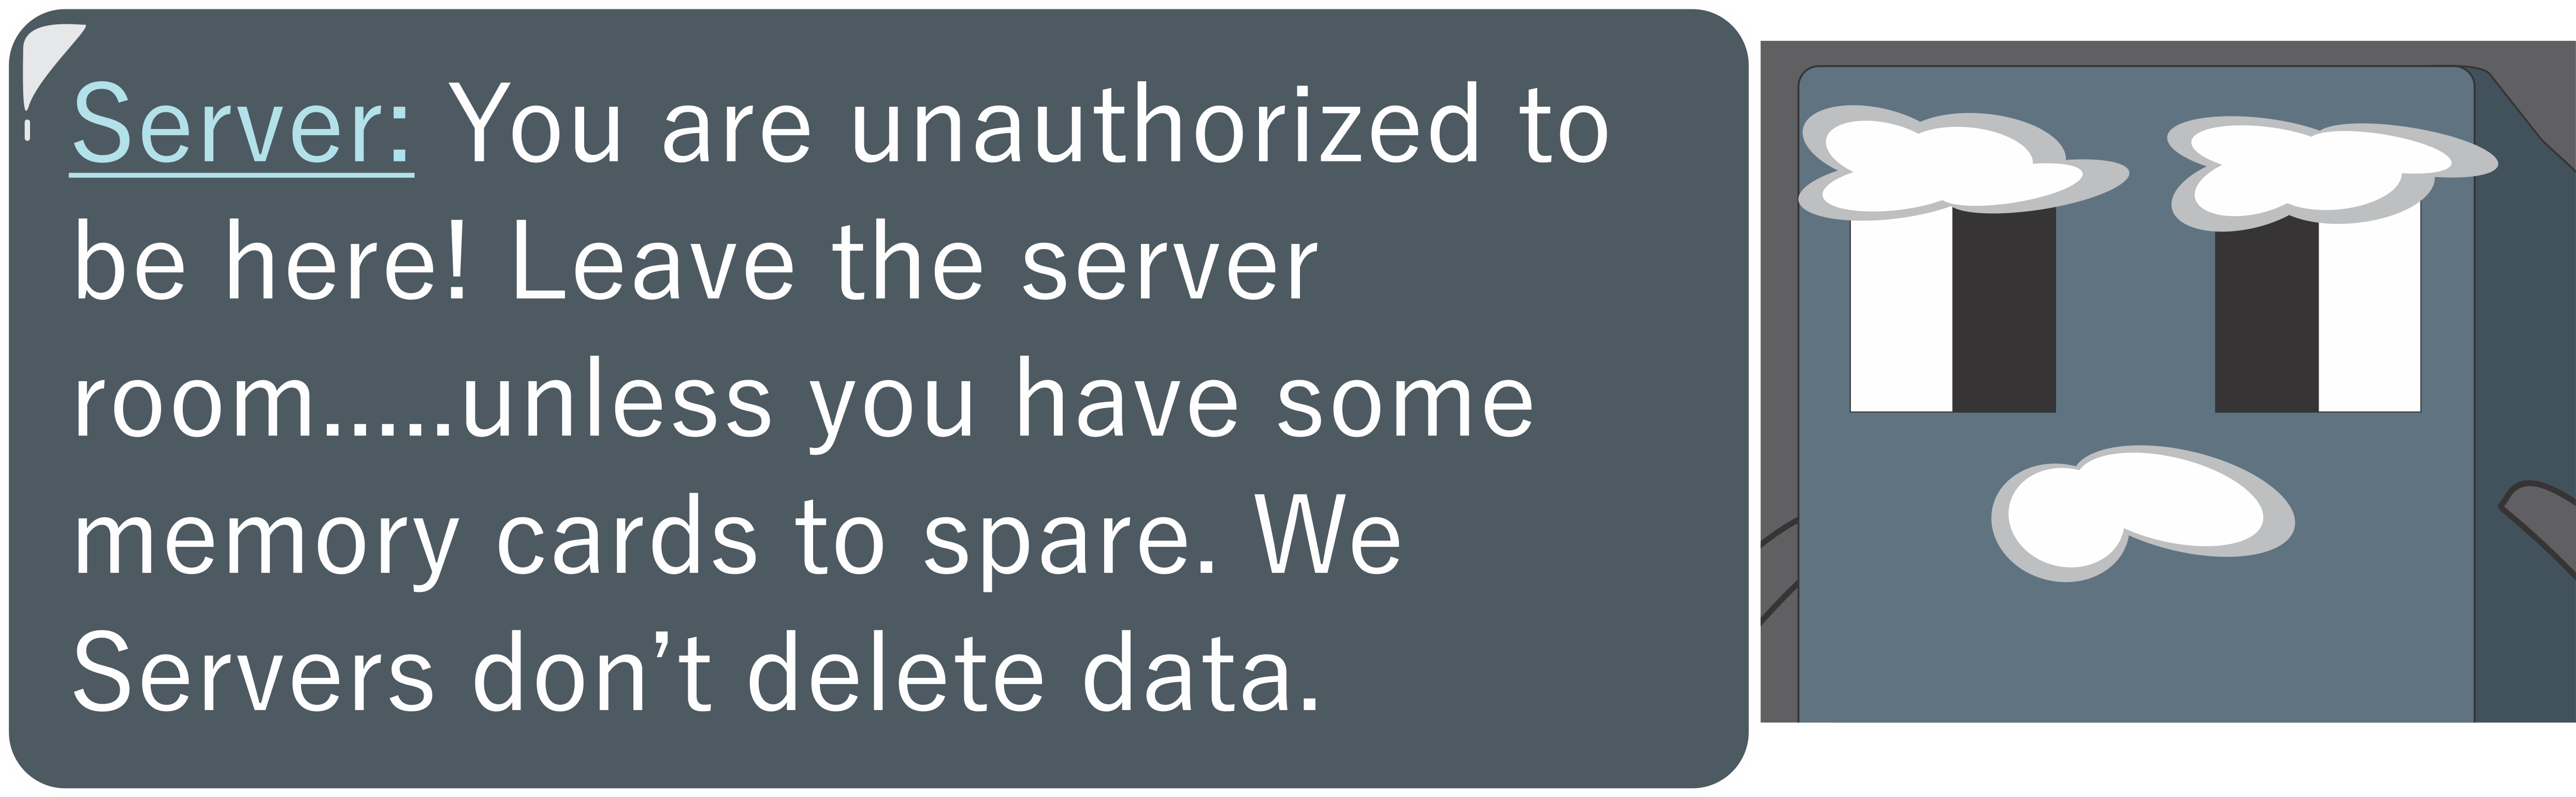 Server: You are unauthorized to
be here! Leave the server
room.....unless you have some
memory cards to spare. We
Servers don’t delete data.